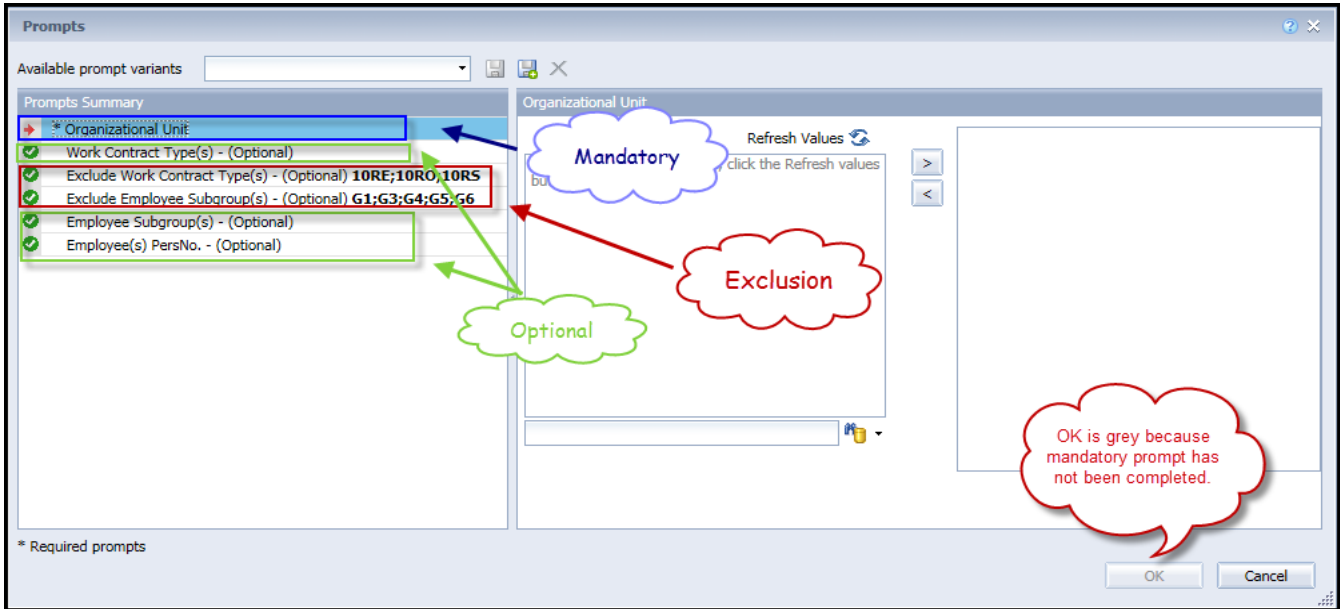 Prompts
Available prompt variants
Prompts Summary
* Organizational Unit
Work Contract Type(s) - (Optional)
Exclude Work Contract Type(s) - (Optional) 10RE;10RO;10RS
Exclude Employee Subgroup(s) - (Optional) G1;G3;G4;G5;G6
Employee Subgroup(s) - (Optional)
Employee(s) PersNo. - (Optional)
Optional
Organizational Unit
Refresh Values
Mandatory
click the Refresh values
>
<
Exclusion
OK is grey because
mandatory prompt has
not been completed.
* Required prompts
OK
Cancel